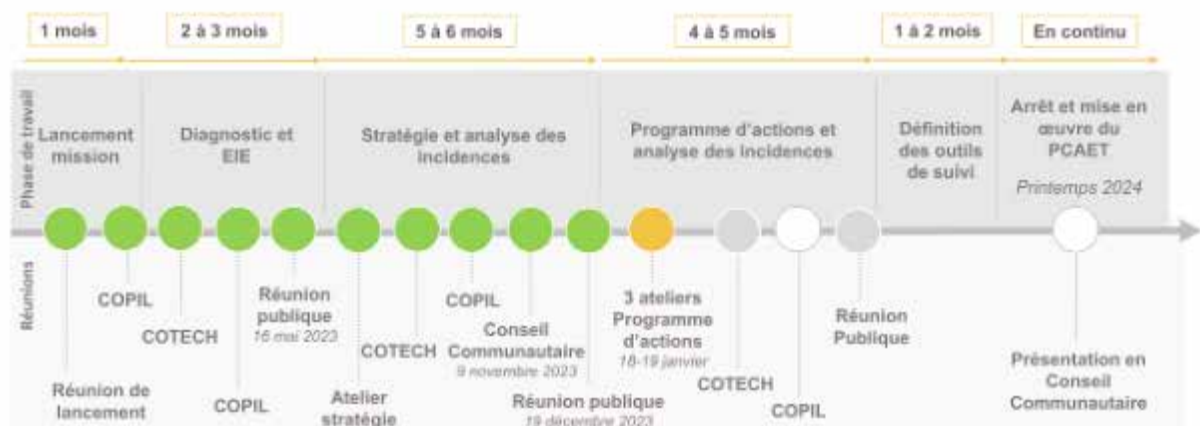 1 mois
2 à 3 mois
5 à 6 mois
4 à 5 mois
1 à 2 mois
En continu
Phase de travail
Lancement
mission
Diagnostic et
EIE
Stratégie et analyse des
incidences
Programme d'actions et
analyse des incidences
Définition
des outils
de suivi
Arrêt et mise en
œuvre du
PCAET
Printemps 2024
Réunions
Réunion de
lancement
COPIL
COTECH
COPIL
Réunion
publique
16 mai 2023
Atelier
stratégie
COTECH
COPIL
Conseil
Communautaire
9 novembre 2023
Réunion publique
19 décembre 2023
3 ateliers
Programme
d'actions
18-19 janvier
COTECH
COPIL
Réunion
Publique
Présentation en
Conseil
Communautaire